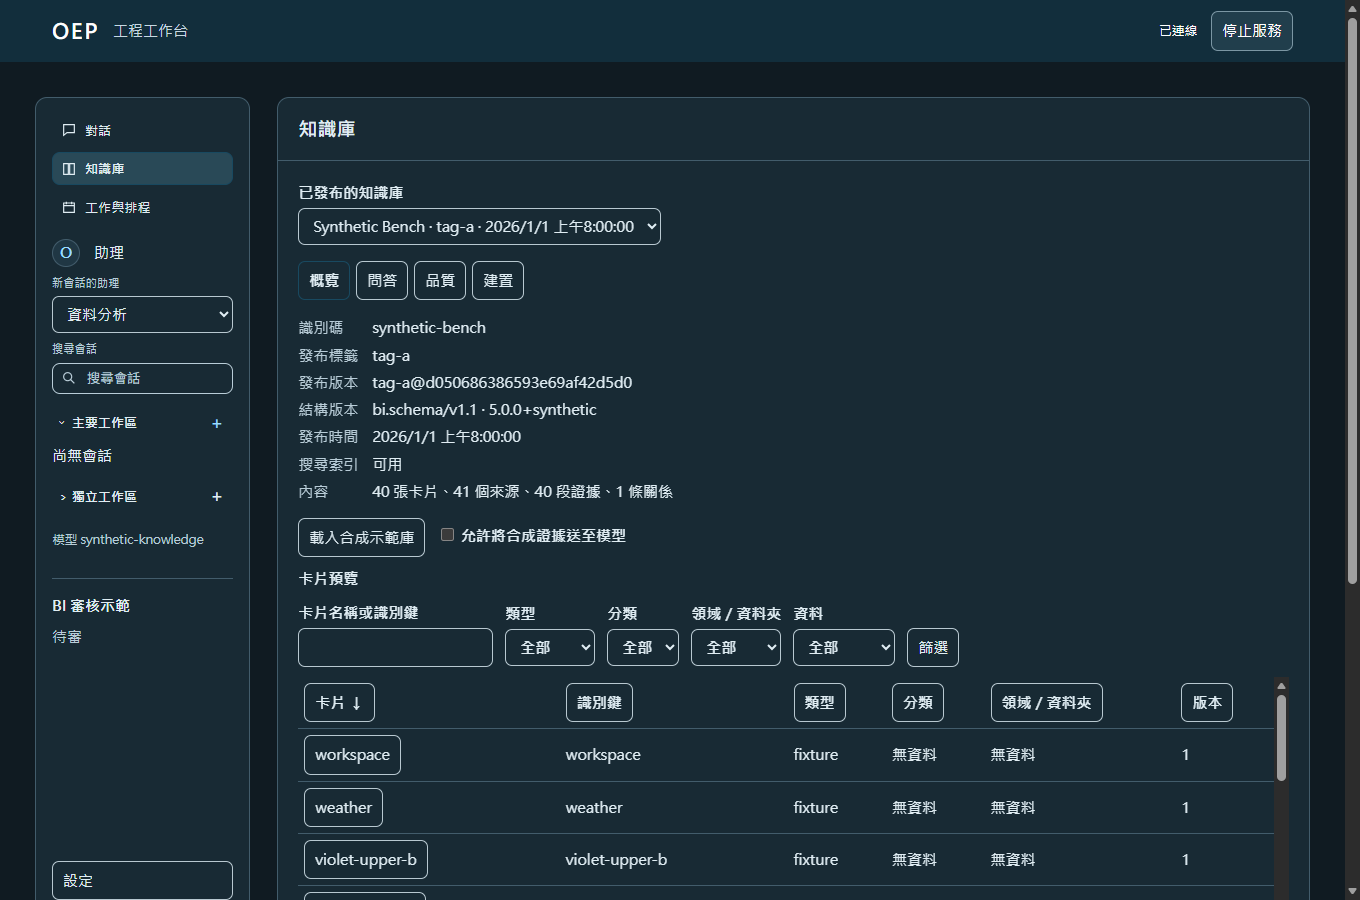 OEP 工程工作台
已連線 停止服務
對話
知識庫
工作與排程
O 助理
新會話的助理
資料分析
搜尋會話
搜尋會話
主要工作區 +
尚無會話
獨立工作區 +
模型 synthetic-knowledge
BI 審核示範
待審
設定
知識庫
已發布的知識庫
Synthetic Bench · tag-a · 2026/1/1 上午8:00:00
概覽 問答 品質 建置
識別碼 synthetic-bench
發布標籤 tag-a
發布版本 tag-a@d050686386593e69af42d5d0
結構版本 bi.schema/v1.1 · 5.0.0+synthetic
發布時間 2026/1/1 上午8:00:00
搜尋索引 可用
內容 40 張卡片、41 個來源、40 段證據、1 條關係
載入合成示範庫 允許將合成證據送至模型
卡片預覽
卡片名稱或識別鍵 類型 分類 領域 / 資料夾 資料
全部 全部 全部 全部 篩選
卡片 ↓ 識別鍵 類型 分類 領域 / 資料夾 版本
workspace workspace fixture 無資料 無資料 1
weather weather fixture 無資料 無資料 1
violet-upper-b violet-upper-b fixture 無資料 無資料 1